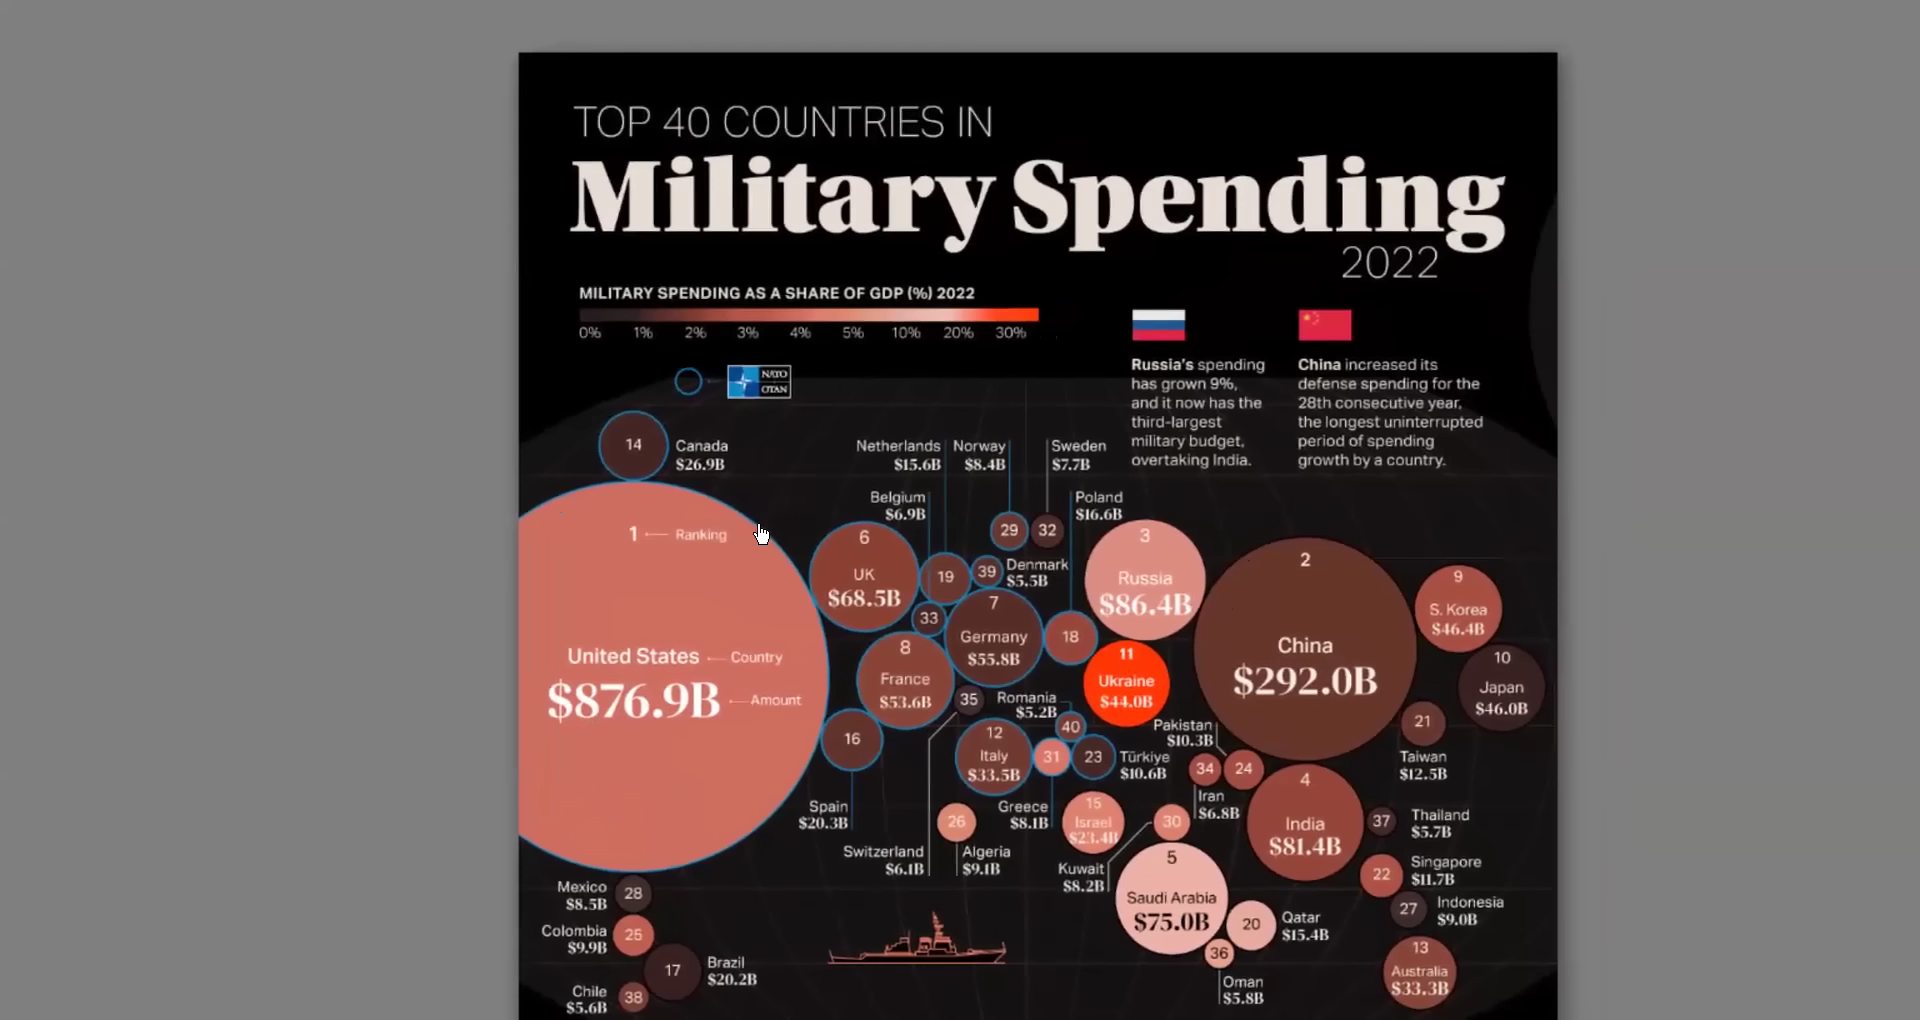 TOP 40 COUNTRIES IN
Military Spending
2022
MILITARY SPENDING AS A SHARE OF GDP (%) 2022
0% 1% 2% 3% 4% 5% 10% 20% 30%
NATO
OTAN
Russia's spending
has grown 9%,
and it now has the
third-largest
military budget,
overtaking India.
China increased its
defense spending for the
28th consecutive year,
the longest uninterrupted
period of spending
growth by a country.
14
Canada
$26.9B
1 Ranking
United States Country
$876.9B Amount
Netherlands
$15.6B
Norway
$8.4B
Sweden
$7.7B
Belgium
$6.9B
Poland
$16.6B
29
32
6
UK
$68.5B
19
39
Denmark
$5.5B
33
7
Germany
$55.8B
18
3
Russia
$86.4B
2
China
$292.0B
9
S. Korea
$46.4B
8
France
$53.6B
35
Romania
$5.2B
40
11
Ukraine
$44.0B
10
Japan
$46.0B
16
Spain
$20.3B
12
Italy
$33.5B
31
23
Türkiye
$10.6B
Pakistan
$10.3B
34
24
21
Taiwan
$12.5B
Iran
$6.8B
4
India
$81.4B
Greece
$8.1B
15
Israel
$23.4B
30
37
Thailand
$5.7B
26
Switzerland
$6.1B
Algeria
$9.1B
Kuwait
$8.2B
5
Saudi Arabia
$75.0B
22
Singapore
$11.7B
27
Indonesia
$9.0B
20
Qatar
$15.4B
36
Oman
$5.8B
13
Australia
$33.3B
Mexico
$8.5B
28
Colombia
$9.9B
25
17
Brazil
$20.2B
Chile
$5.6B
38